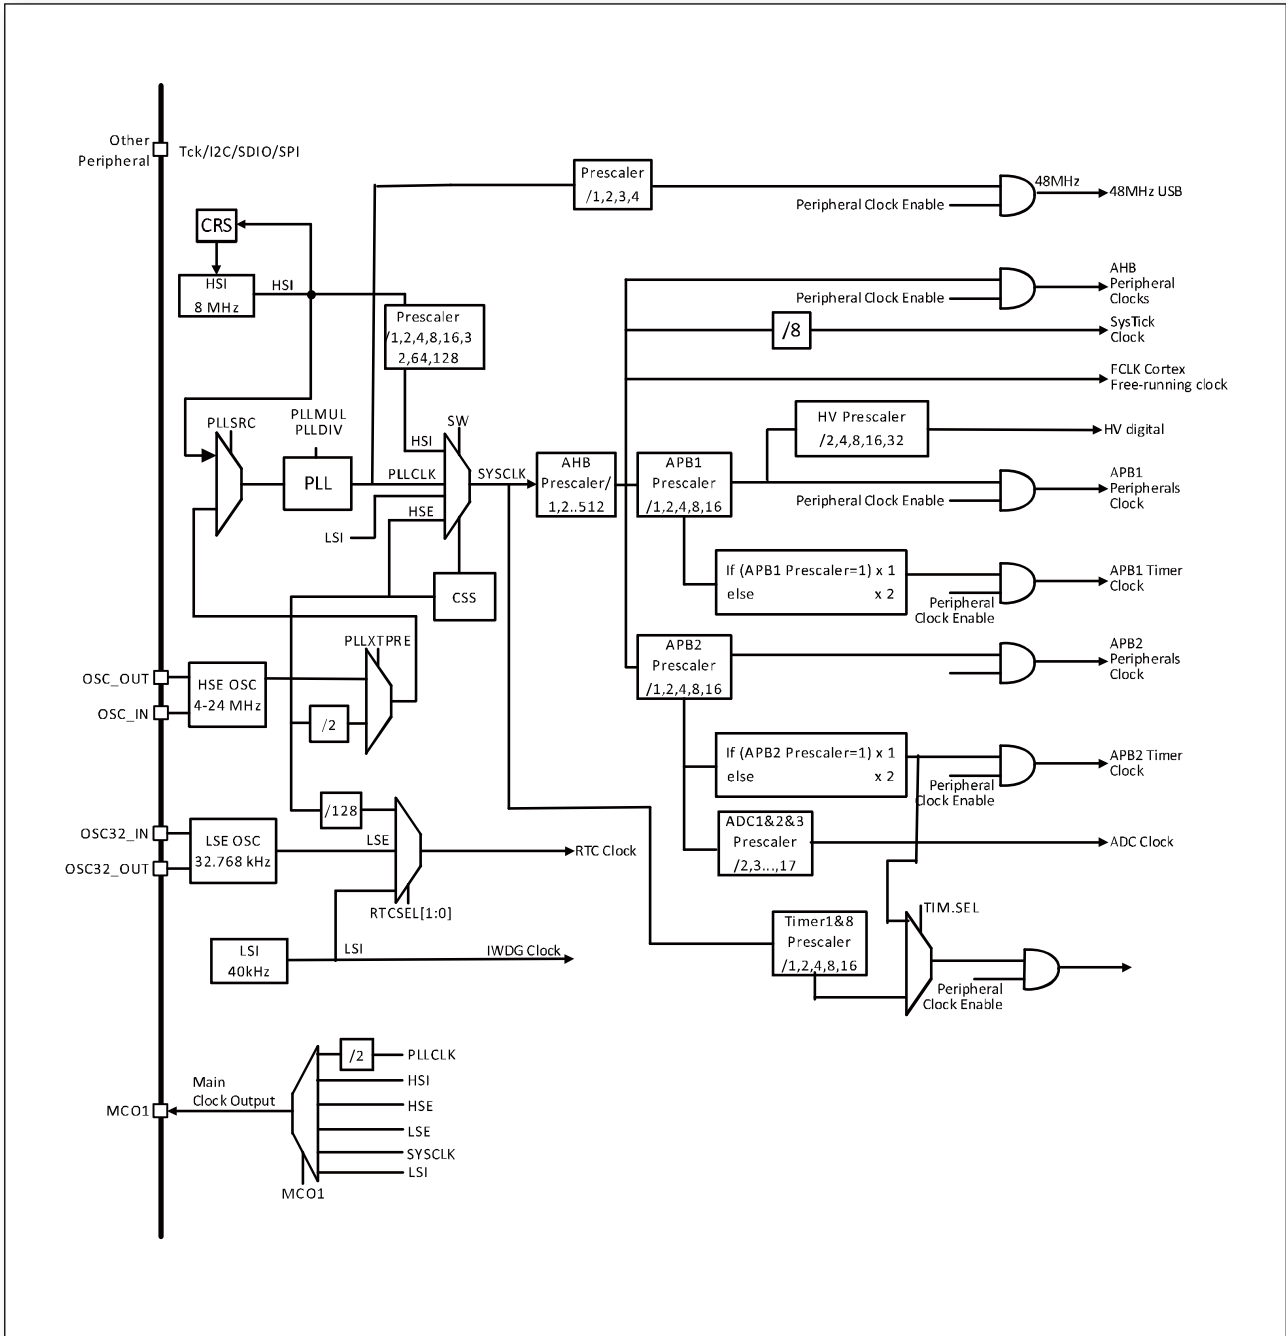 Other
Peripheral
Tck/I2C/SDIO/SPI
Prescaler
/1,2,3,4
48MHz
48MHz USB
Peripheral Clock Enable
CRS
HSI
8 MHz
HSI
Prescaler
/1,2,4,8,16,3
2,64,128
Peripheral Clock Enable
AHB
Peripheral
Clocks
/8
SysTick
Clock
FCLK Cortex
Free-running clock
HV Prescaler
/2,4,8,16,32
HV digital
PLLSRC
PLLMUL
PLLDIV
PLL
SW
HSI
PLLCLK
HSE
LSI
SYSCLK
AHB
Prescaler/
1,2..512
APB1
Prescaler
/1,2,4,8,16
Peripheral Clock Enable
APB1
Peripherals
Clock
CSS
If (APB1 Prescaler=1) x 1
else x 2
Peripheral
Clock Enable
APB1 Timer
Clock
PLLXTPRE
APB2
Prescaler
/1,2,4,8,16
APB2
Peripherals
Clock
OSC_OUT
OSC_IN
HSE OSC
4-24 MHz
/2
If (APB2 Prescaler=1) x 1
else x 2
Peripheral
Clock Enable
APB2 Timer
Clock
/128
OSC32_IN
OSC32_OUT
LSE OSC
32.768 kHz
LSE
RTC Clock
ADC1&2&3
Prescaler
/2,3...,17
ADC Clock
RTCSEL[1:0]
LSI
40kHz
LSI
IWDG Clock
Timer1&8
Prescaler
/1,2,4,8,16
TIM.SEL
Peripheral
Clock Enable
MCO1
Main
Clock Output
/2
PLLCLK
HSI
HSE
LSE
SYSCLK
LSI
MCO1